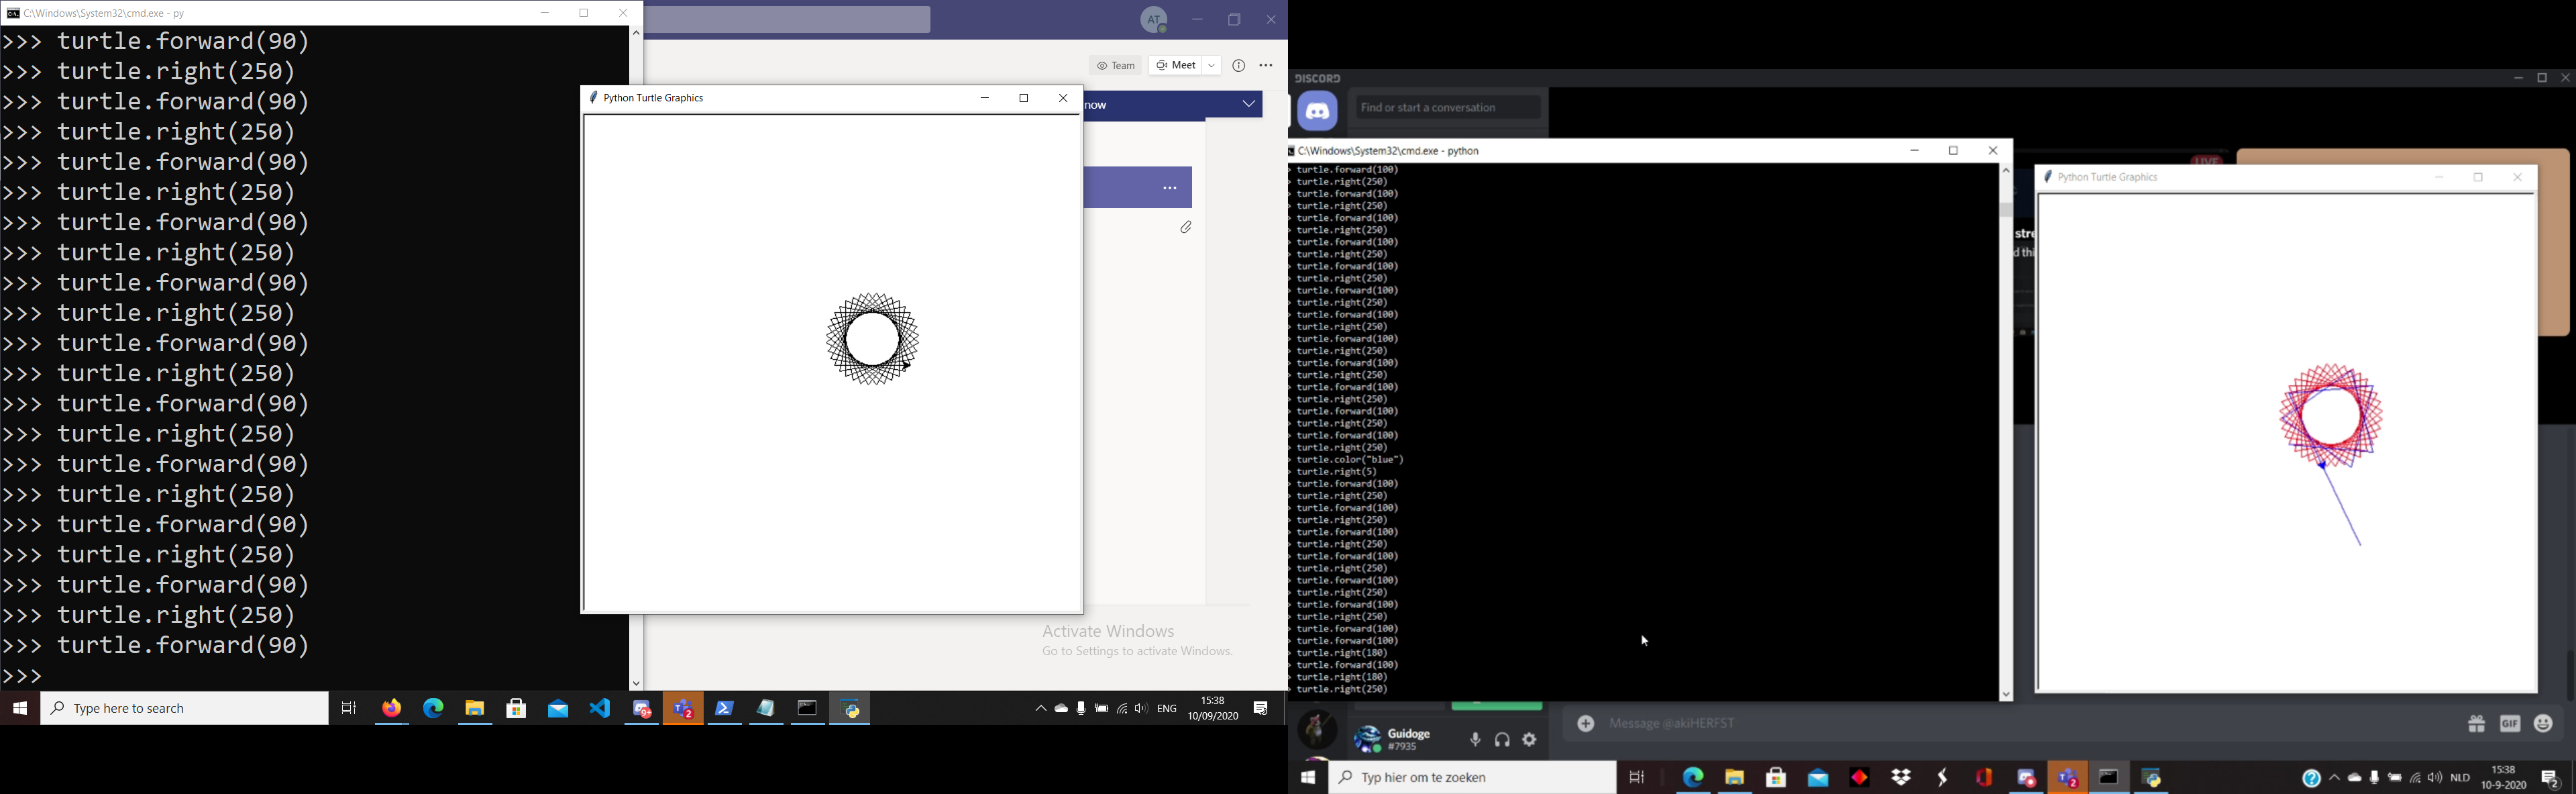 C:\Windows\System32\cmd.exe - py
>>> turtle.forward(90)
>>> turtle.right(250)
>>> turtle.forward(90)
>>> turtle.right(250)
>>> turtle.forward(90)
>>> turtle.right(250)
>>> turtle.forward(90)
>>> turtle.right(250)
>>> turtle.forward(90)
>>> turtle.right(250)
>>> turtle.forward(90)
>>> turtle.right(250)
>>> turtle.forward(90)
>>> turtle.right(250)
>>> turtle.forward(90)
>>> turtle.right(250)
>>> turtle.forward(90)
>>> turtle.right(250)
>>> turtle.forward(90)
>>> turtle.right(250)
>>> turtle.forward(90)
>>>
AT
Team
Meet
now
Python Turtle Graphics
Activate Windows
Go to Settings to activate Windows.
Type here to search
ENG
15:38
10/09/2020
DISCORD
Find or start a conversation
C:\Windows\System32\cmd.exe - python
turtle.forward(100)
turtle.right(250)
turtle.forward(100)
turtle.right(250)
turtle.forward(100)
turtle.right(250)
turtle.forward(100)
turtle.right(250)
turtle.forward(100)
turtle.right(250)
turtle.forward(100)
turtle.right(250)
turtle.forward(100)
turtle.right(250)
turtle.forward(100)
turtle.right(250)
turtle.forward(100)
turtle.right(250)
turtle.forward(100)
turtle.right(250)
turtle.forward(100)
turtle.right(250)
turtle.forward(100)
turtle.right(250)
turtle.color("blue")
turtle.right(5)
turtle.forward(100)
turtle.right(250)
turtle.forward(100)
turtle.right(250)
turtle.forward(100)
turtle.right(250)
turtle.forward(100)
turtle.right(250)
turtle.forward(100)
turtle.right(250)
turtle.forward(100)
turtle.right(250)
turtle.forward(100)
turtle.forward(100)
turtle.right(180)
turtle.forward(100)
turtle.right(180)
turtle.right(250)
LIVE
Python Turtle Graphics
stre
d thi
Guidoge
#7935
Message @akiHERFST
GIF
Typ hier om te zoeken
NLD
15:38
10-9-2020
2